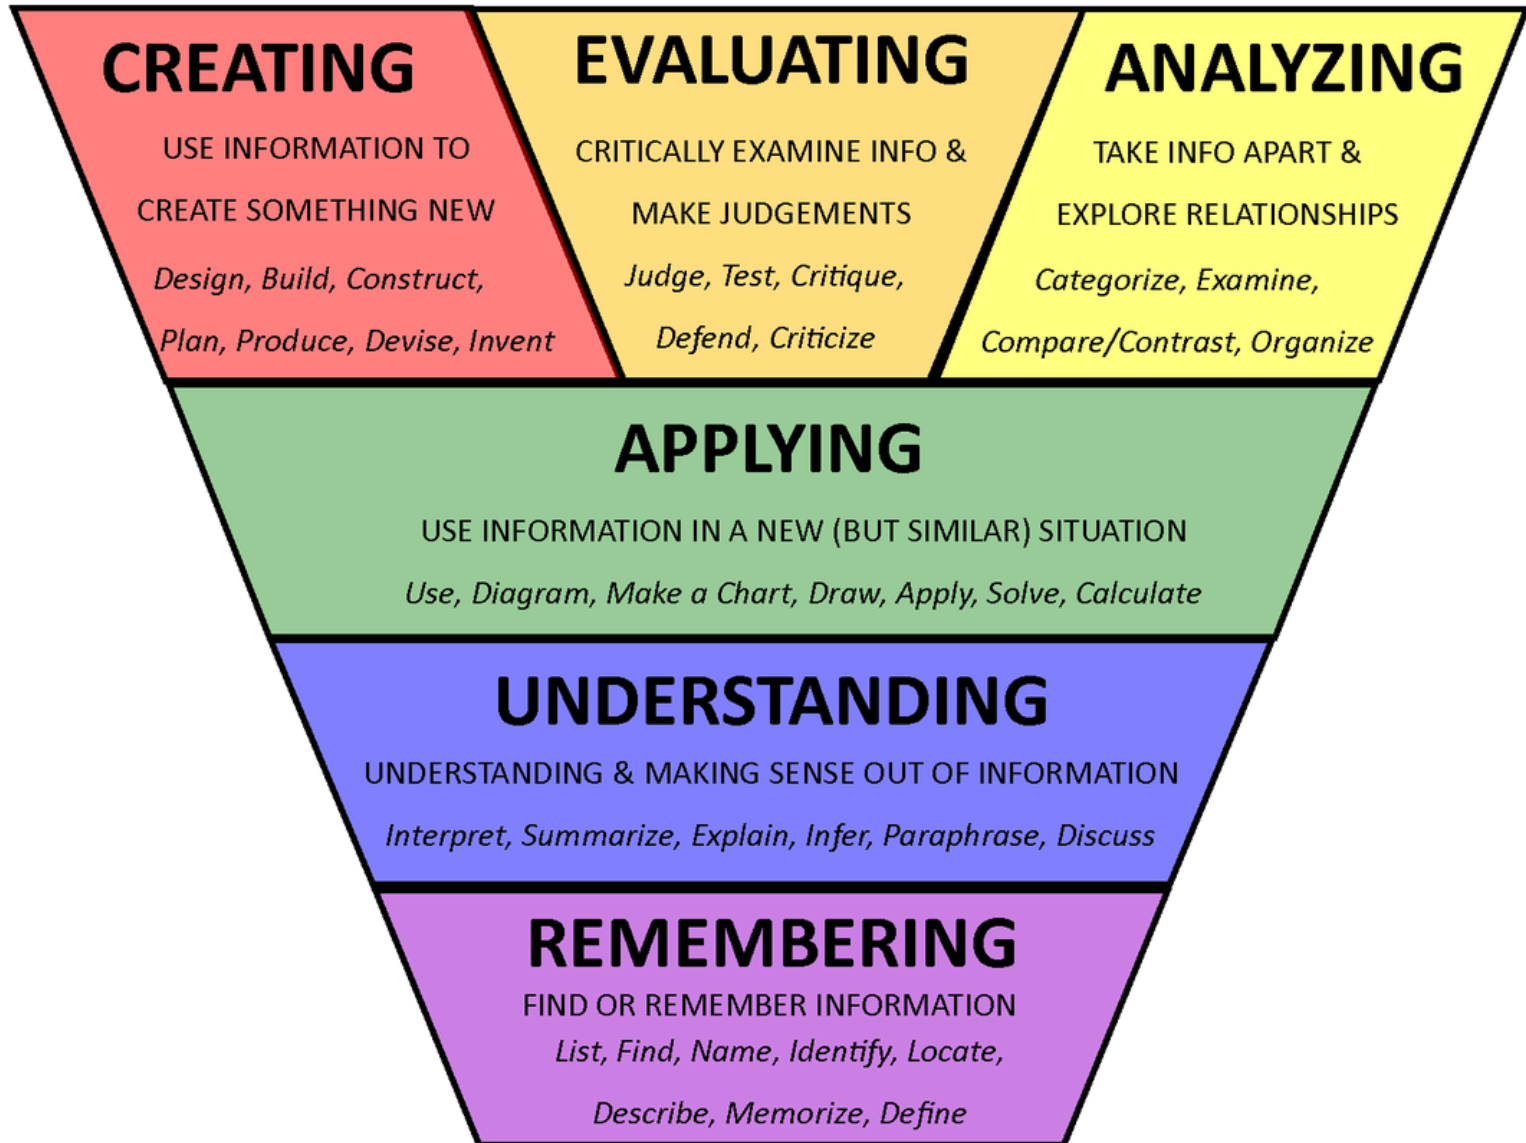 CREATING
USE INFORMATION TO
CREATE SOMETHING NEW
Design, Build, Construct,
Plan, Produce, Devise, Invent
EVALUATING
CRITICALLY EXAMINE INFO &
MAKE JUDGEMENTS
Judge, Test, Critique,
Defend, Criticize
ANALYZING
TAKE INFO APART &
EXPLORE RELATIONSHIPS
Categorize, Examine,
Compare/Contrast, Organize
APPLYING
USE INFORMATION IN A NEW (BUT SIMILAR) SITUATION
Use, Diagram, Make a Chart, Draw, Apply, Solve, Calculate
UNDERSTANDING
UNDERSTANDING & MAKING SENSE OUT OF INFORMATION
Interpret, Summarize, Explain, Infer, Paraphrase, Discuss
REMEMBERING
FIND OR REMEMBER INFORMATION
List, Find, Name, Identify, Locate,
Describe, Memorize, Define